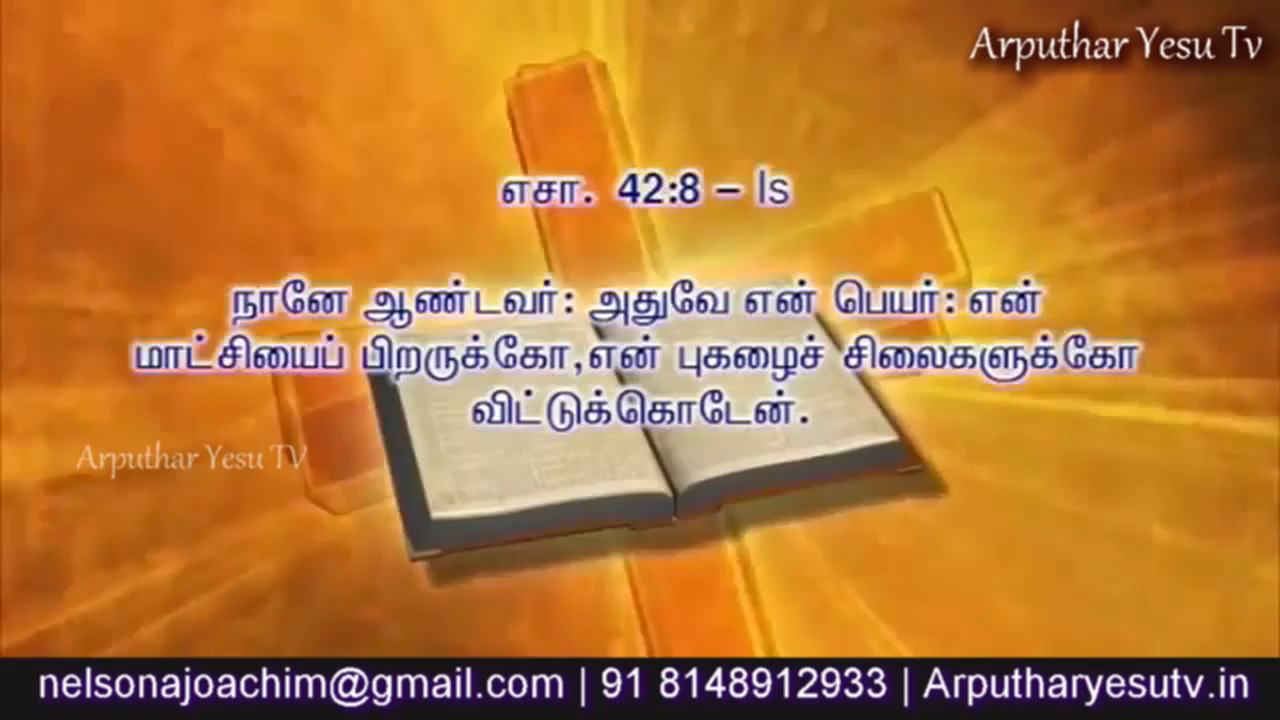 Arputhar Yesu Tv
எசா. 42:8 – Is
நானே ஆண்டவர்: அதுவே என் பெயர்: என்
மாட்சியைப் பிறருக்கோ,என் புகழைச் சிலைகளுக்கோ
விட்டுக்கொடேன்.
Arputhar Yesu TV
nelsonajoachim@gmail.com | 91 8148912933 | Arputharyesutv.in